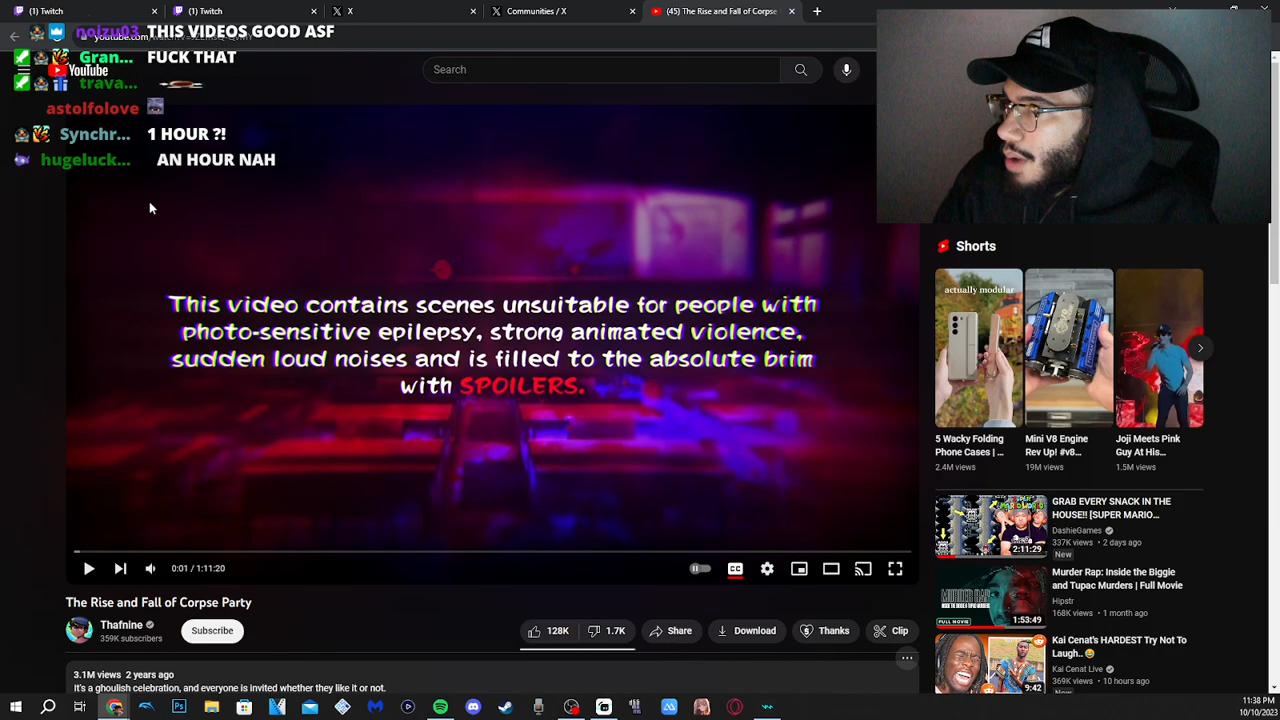 (1) Twitch
(1) Twitch
X
Communities / X
(45) The Rise and Fall of Corpse
noizu03 THIS VIDEOS GOOD ASF
Gran... FUCK THAT
trava...
astolfolove
Synchr... 1 HOUR ?!
hugeluck... AN HOUR NAH
YouTube
Search
This video contains scenes unsuitable for people with
photo-sensitive epilepsy, strong animated violence,
sudden loud noises and is filled to the absolute brim
with SPOILERS.
CC
0:01 / 1:11:20
The Rise and Fall of Corpse Party
Thafnine
359K subscribers
Subscribe
128K
1.7K
Share
Download
Thanks
Clip
3.1M views 2 years ago
It's a ghoulish celebration, and everyone is invited whether they like it or not.
Shorts
actually modular
5 Wacky Folding
Phone Cases | ...
2.4M views
Mini V8 Engine
Rev Up! #v8...
19M views
Joji Meets Pink
Guy At His...
1.5M views
2:11:29
GRAB EVERY SNACK IN THE
HOUSE!! [SUPER MARIO...
DashieGames
337K views • 2 days ago
New
FULL MOVIE
1:53:49
Murder Rap: Inside the Biggie
and Tupac Murders | Full Movie
Hipstr
168K views • 1 month ago
9:42
Kai Cenat's HARDEST Try Not To
Laugh..
Kai Cenat Live
369K views • 10 hours ago
New
11:38 PM
10/10/2023